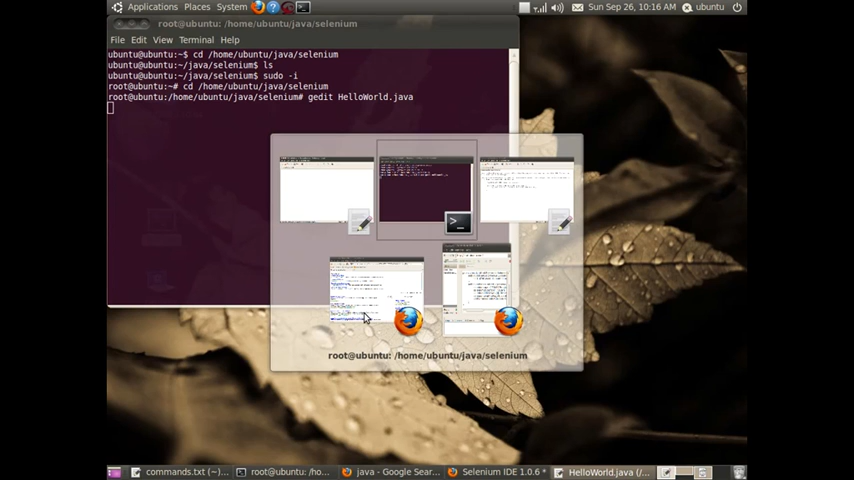 Applications Places System
Sun Sep 26, 10:16 AM ubuntu
root@ubuntu: /home/ubuntu/java/selenium
File Edit View Terminal Help
ubuntu@ubuntu:~$ cd /home/ubuntu/java/selenium
ubuntu@ubuntu:~/java/selenium$ ls
ubuntu@ubuntu:~/java/selenium$ sudo -i
root@ubuntu:~# cd /home/ubuntu/java/selenium
root@ubuntu:/home/ubuntu/java/selenium# gedit HelloWorld.java
>_
root@ubuntu: /home/ubuntu/java/selenium
commands.txt (~)... root@ubuntu: /ho... java - Google Sear... Selenium IDE 1.0.6 * HelloWorld.java (/...